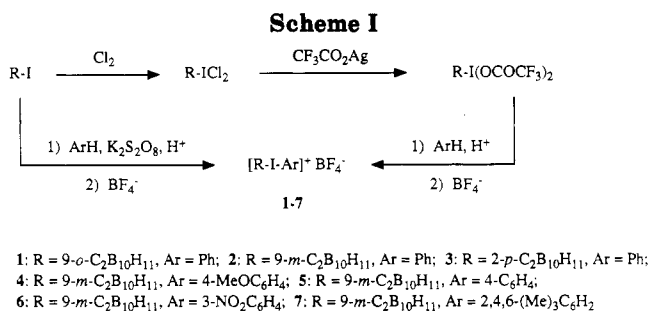 Scheme I
Cl₂ CF₃CO₂Ag
R-I R-ICl₂ R-I(OCOCF₃)₂
1) ArH, K₂S₂O₈, H⁺ 1) ArH, H⁺
[R-I-Ar]⁺ BF₄⁻
2) BF₄⁻ 2) BF₄⁻
1-7
1: R = 9-o-C₂B₁₀H₁₁, Ar = Ph; 2: R = 9-m-C₂B₁₀H₁₁, Ar = Ph; 3: R = 2-p-C₂B₁₀H₁₁, Ar = Ph;
4: R = 9-m-C₂B₁₀H₁₁, Ar = 4-MeOC₆H₄; 5: R = 9-m-C₂B₁₀H₁₁, Ar = 4-C₆H₄;
6: R = 9-m-C₂B₁₀H₁₁, Ar = 3-NO₂C₆H₄; 7: R = 9-m-C₂B₁₀H₁₁, Ar = 2,4,6-(Me)₃C₆H₂